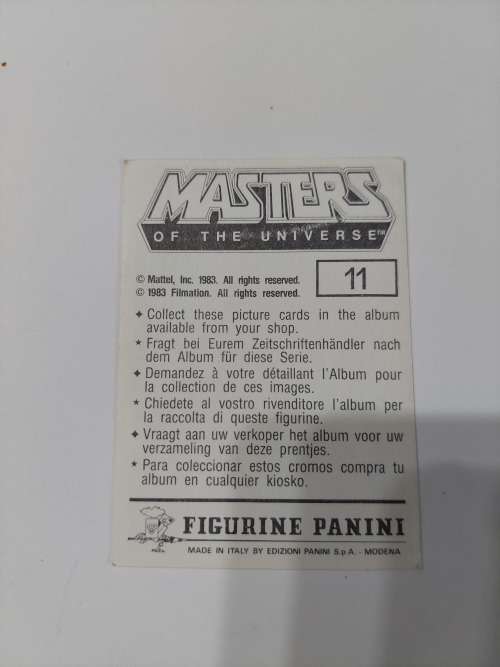 MASTERS
OF THE UNIVERSE™
© Mattel, Inc. 1983. All rights reserved.
© 1983 Filmation. All rights reserved.
11
✦ Collect these picture cards in the album
available from your shop.
★ Fragt bei Eurem Zeitschriftenhändler nach
dem Album für diese Serie.
✦ Demandez à votre détaillant l'Album pour
la collection de ces images.
★ Chiedete al vostro rivenditore l'album per
la raccolta di queste figurine.
✦ Vraagt aan uw verkoper het album voor uw
verzameling van deze prentjes.
★ Para coleccionar estos cromos compra tu
album en cualquier kiosko.
FIGURINE PANINI
MADE IN ITALY BY EDIZIONI PANINI S.p.A. - MODENA